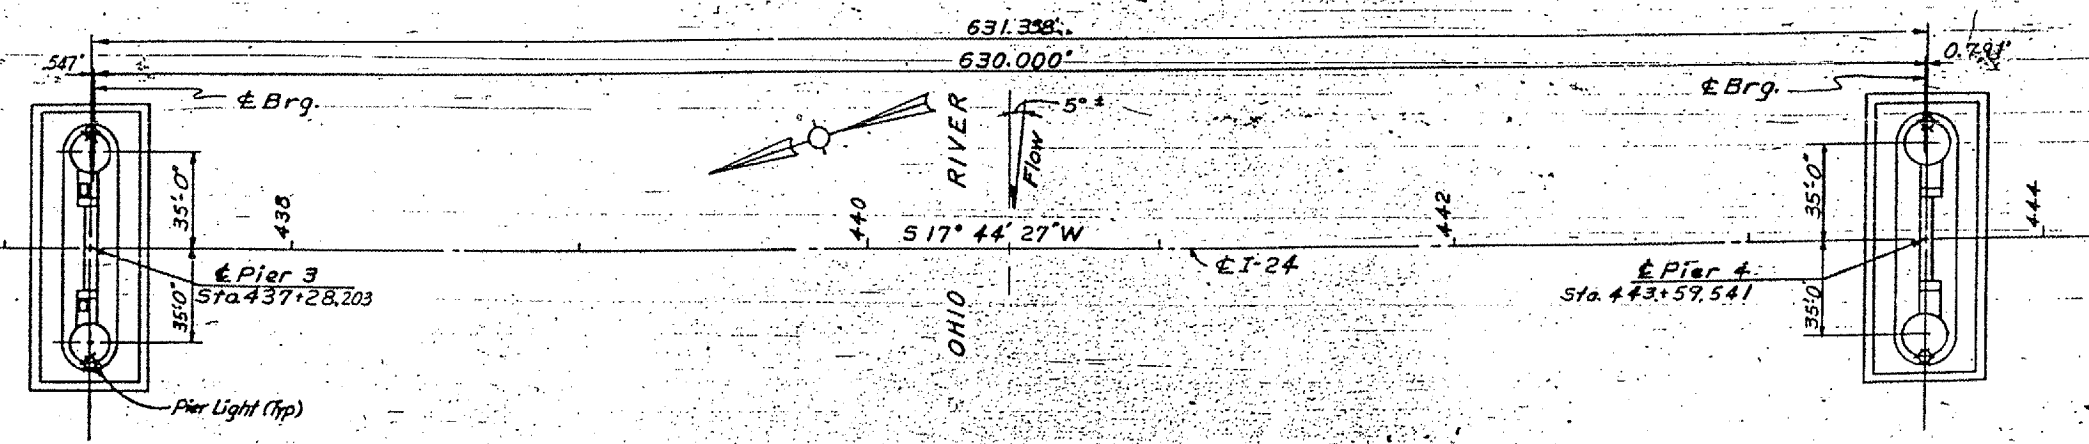 631.338'
547'
630.000'
0.791'
℄ Brg.
℄ Brg.
RIVER
5° ±
Flow
35'-0"
438
440
S 17° 44' 27" W
442
35'-0"
444
℄ Pier 3
Sta 437+28.203
℄ I-24
℄ Pier 4
Sta. 443+59.541
35'0"
OHIO
35'0
Pier Light (Typ)